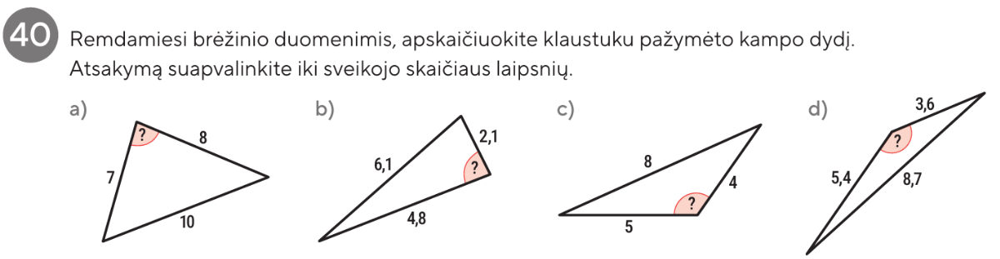 40 Remdamiesi brėžinio duomenimis, apskaičiuokite klaustuku pažymėto kampo dydį.
Atsakymą suapvalinkite iki sveikojo skaičiaus laipsnių.
a)
? 8
7
10
b)
2,1
6,1
?
4,8
c)
8
4
?
5
d)
3,6
?
5,4
8,7